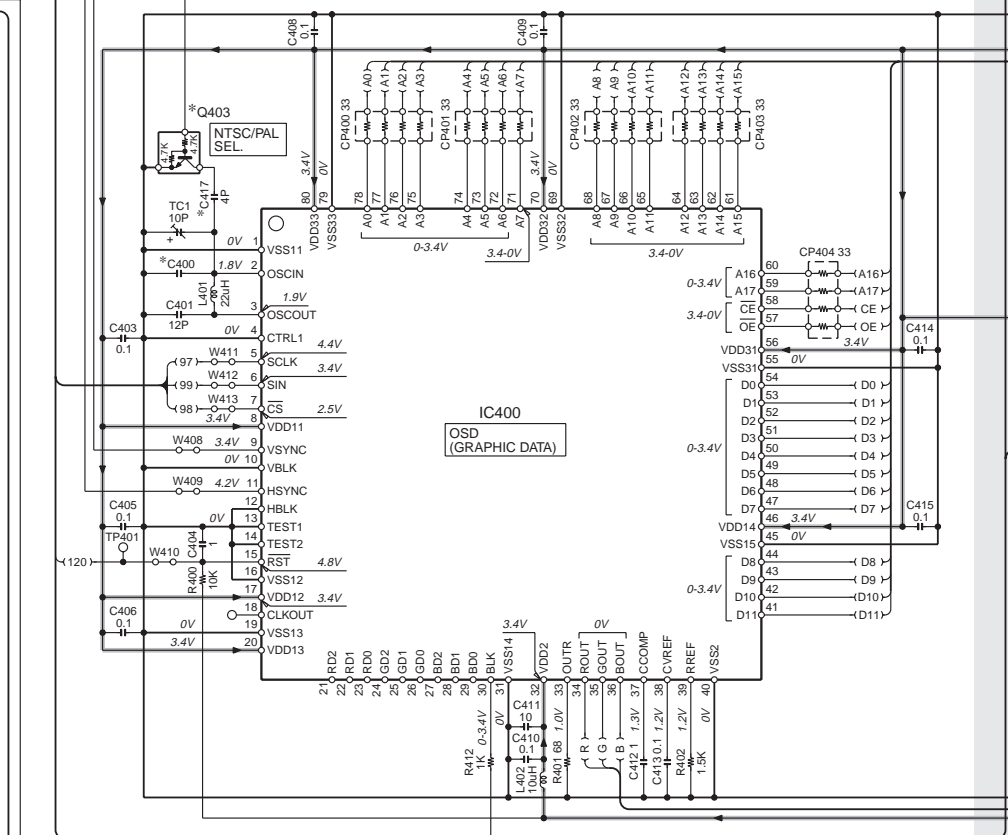 C408
0.1
C409
0.1
A0
A1
A2
A3
A4
A5
A6
A7
A8
A9
A10
A11
A12
A13
A14
A15
CP400 33
CP401 33
CP402 33
CP403 33
*Q403
NTSC/PAL
SEL.
4.7K
4.7K
*C417
4P
TC1
10P
+
3.4V
0V
3.4V
0V
80
79
78
77
76
75
74
73
72
71
70
69
68
67
66
65
64
63
62
61
VDD33
VSS33
A0
A1
A2
A3
A4
A5
A6
A7
VDD32
VSS32
A8
A9
A10
A11
A12
A13
A14
A15
0-3.4V
3.4-0V
3.4-0V
0V 1 VSS11
*C400
1.8V 2 OSCIN
L401
22uH
1.9V
C401
12P
3 OSCOUT
C403
0.1
0V 4 CTRL1
4.4V
(97) W411 5 SCLK
3.4V
(99) W412 6 SIN
(98) W413 7 CS 2.5V
3.4V 8 VDD11
W408 3.4V 9 VSYNC
0V 10 VBLK
W409 4.2V 11 HSYNC
12 HBLK
C405
0.1
0V 13 TEST1
TP401
C404
1
14 TEST2
(120) W410 15 RST 4.8V
R400
10K
16 VSS12
17 VDD12 3.4V
18 CLKOUT
C406
0.1
0V 19 VSS13
3.4V 20 VDD13
IC400
OSD
(GRAPHIC DATA)
CP404 33
0-3.4V
A16 60 (A16)
A17 59 (A17)
3.4-0V
CE 58 (CE)
OE 57 (OE)
C414
0.1
VDD31 56 3.4V
VSS31 55 0V
0-3.4V
D0 54 (D0)
D1 53 (D1)
D2 52 (D2)
D3 51 (D3)
D4 50 (D4)
D5 49 (D5)
D6 48 (D6)
D7 47 (D7)
C415
0.1
VDD14 46 3.4V
VSS15 45 0V
0-3.4V
D8 44 (D8)
D9 43 (D9)
D10 42 (D10)
D11 41 (D11)
3.4V
0V
RD2
RD1
RD0
GD2
GD1
GD0
BD2
BD1
BD0
BLK
VSS14
VDD2
OUTR
ROUT
GOUT
BOUT
CCOMP
CVREF
RREF
VSS2
21
22
23
24
25
26
27
28
29
30
31
32
33
34
35
36
37
38
39
40
0-3.4V
0V
1.0V
1.3V
1.2V
1.2V
0V
C411
10
C410
0.1
R412
1K
L402
10uH
R401 68
R
G
B
C412 1
C413 0.1
R402
1.5K